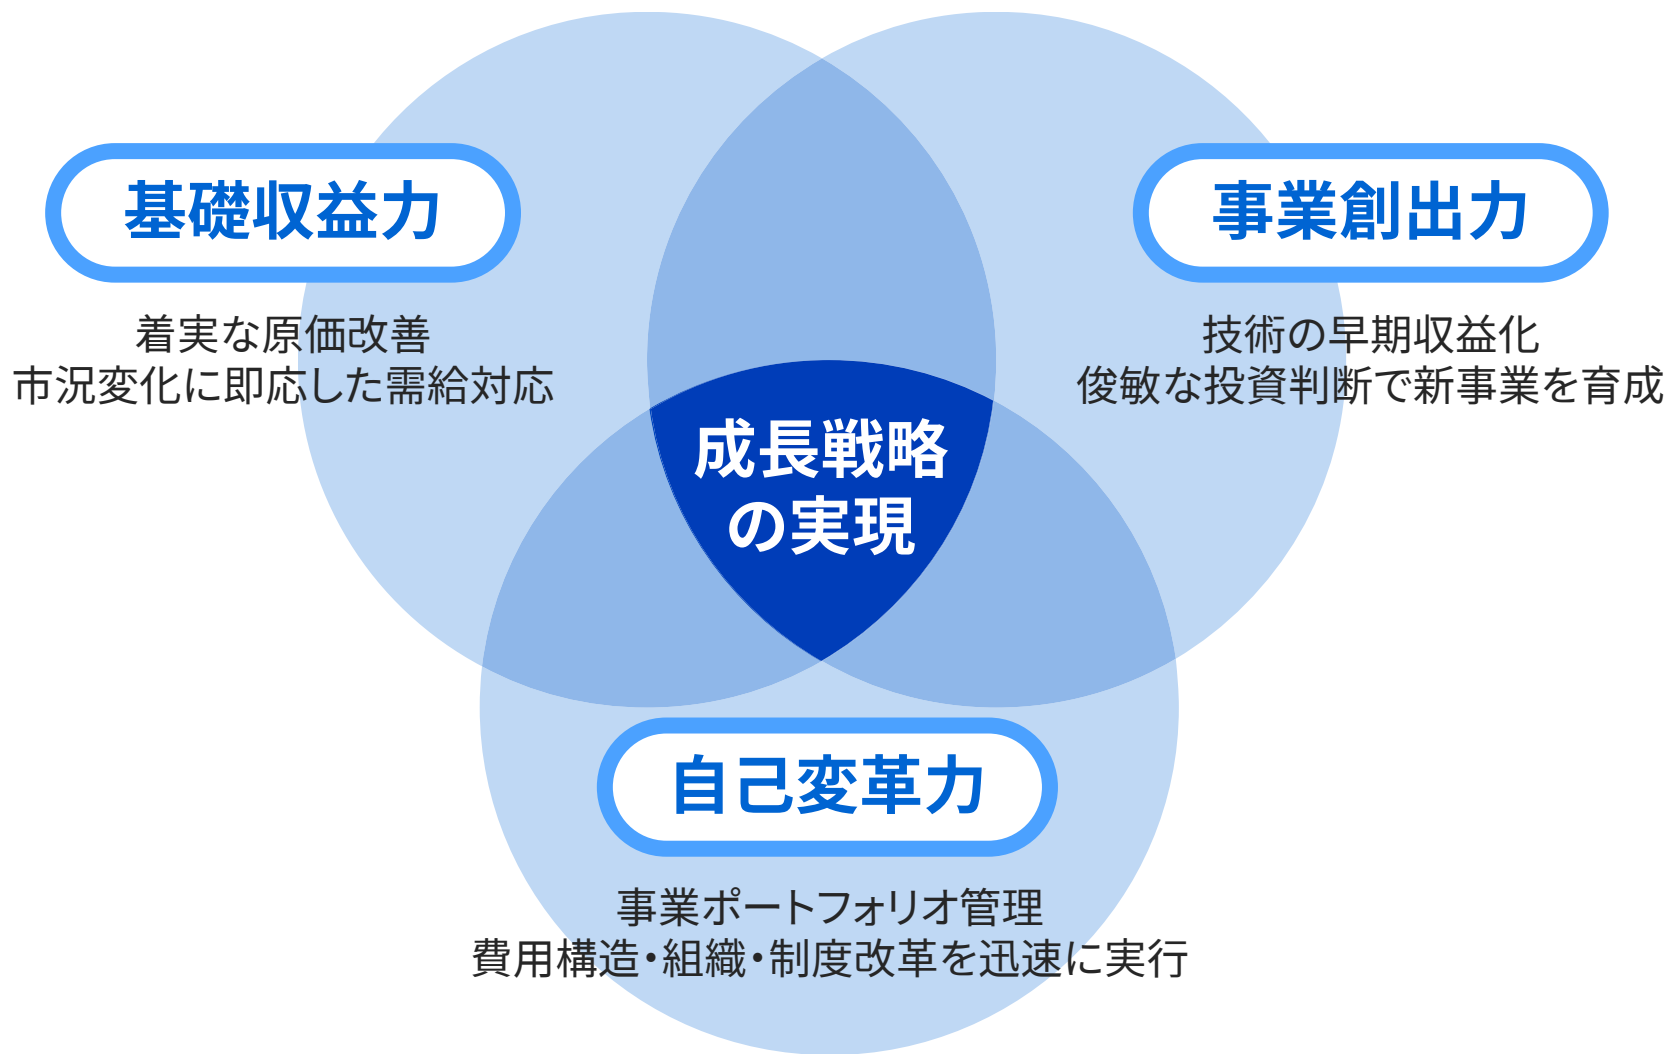 基礎収益力
着実な原価改善
市況変化に即応した需給対応
事業創出力
技術の早期収益化
俊敏な投資判断で新事業を育成
成長戦略
の実現
自己変革力
事業ポートフォリオ管理
費用構造・組織・制度改革を迅速に実行